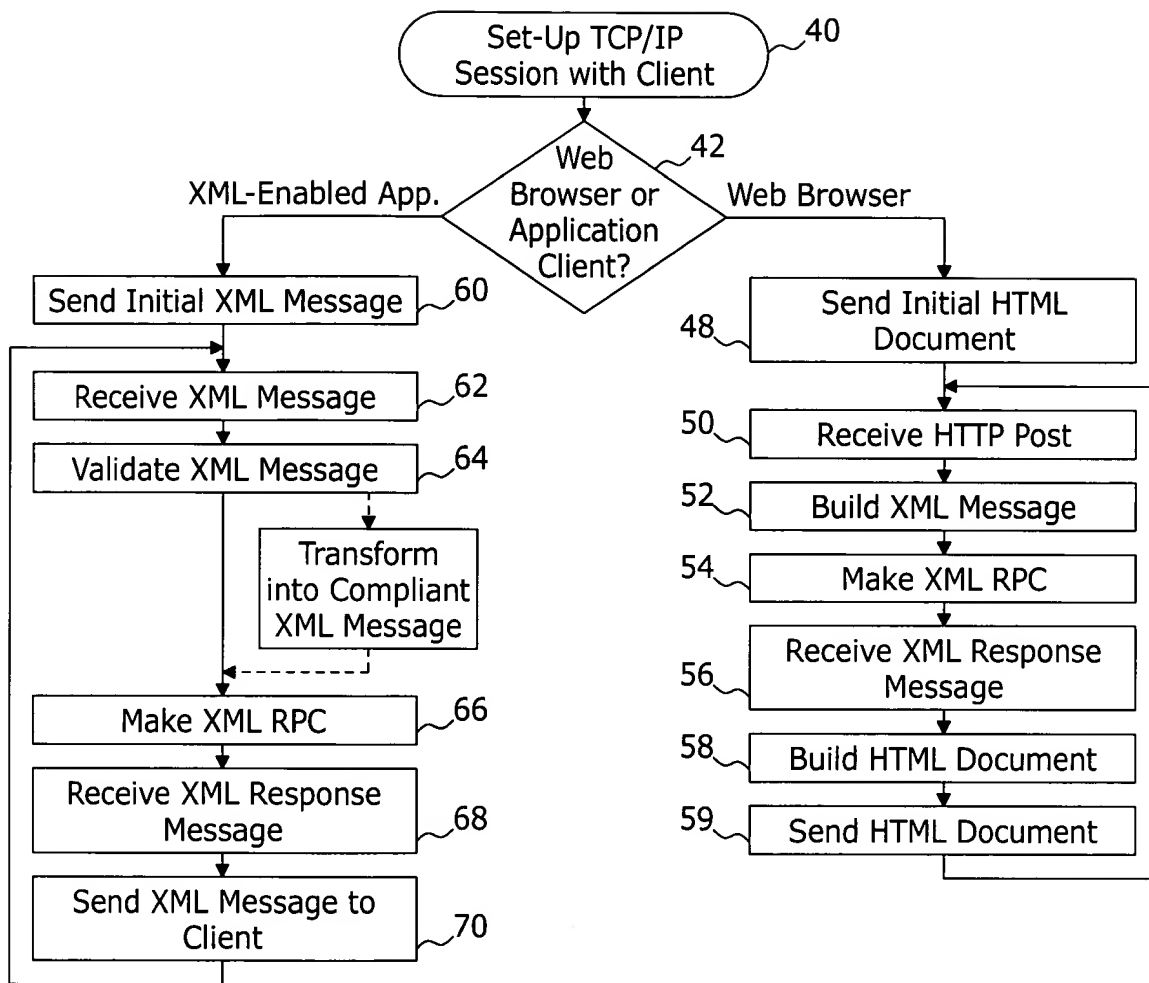 Set-Up TCP/IP
Session with Client
40
Web
Browser or
Application
Client?
42
XML-Enabled App.
Web Browser
Send Initial XML Message
60
Receive XML Message
62
Validate XML Message
64
Transform
into Compliant
XML Message
Make XML RPC
66
Receive XML Response
Message
68
Send XML Message to
Client
70
Send Initial HTML
Document
48
50
Receive HTTP Post
52
Build XML Message
54
Make XML RPC
Receive XML Response
Message
56
58
Build HTML Document
59
Send HTML Document